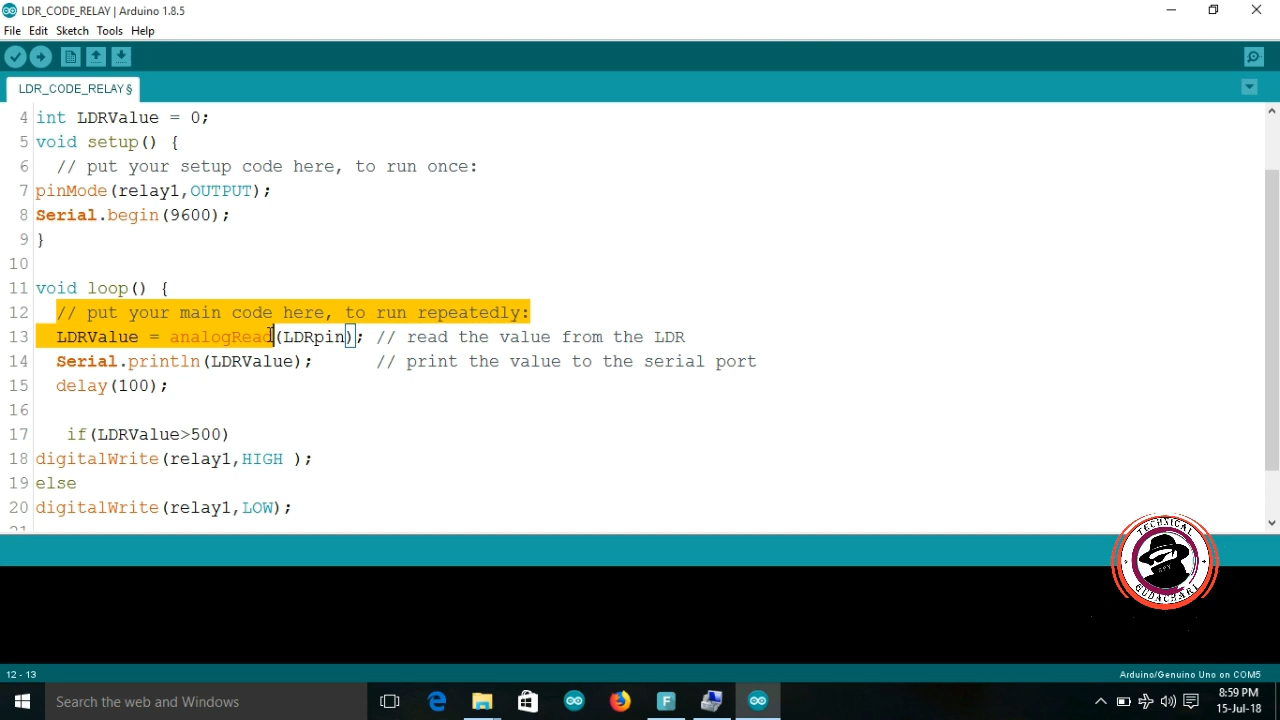 LDR_CODE_RELAY | Arduino 1.8.5
File Edit Sketch Tools Help
LDR_CODE_RELAY §
4 int LDRValue = 0;
5 void setup() {
6 // put your setup code here, to run once:
7 pinMode(relay1,OUTPUT);
8 Serial.begin(9600);
9 }
10
11 void loop() {
12 // put your main code here, to run repeatedly:
13 LDRValue = analogRead(LDRpin); // read the value from the LDR
14 Serial.println(LDRValue); // print the value to the serial port
15 delay(100);
16
17 if(LDRValue>500)
18 digitalWrite(relay1,HIGH );
19 else
20 digitalWrite(relay1,LOW);
21
TECHNICAL
SPY
GUDACHARI
12 - 13
Arduino/Genuino Uno on COM5
Search the web and Windows
8:59 PM
15-Jul-18